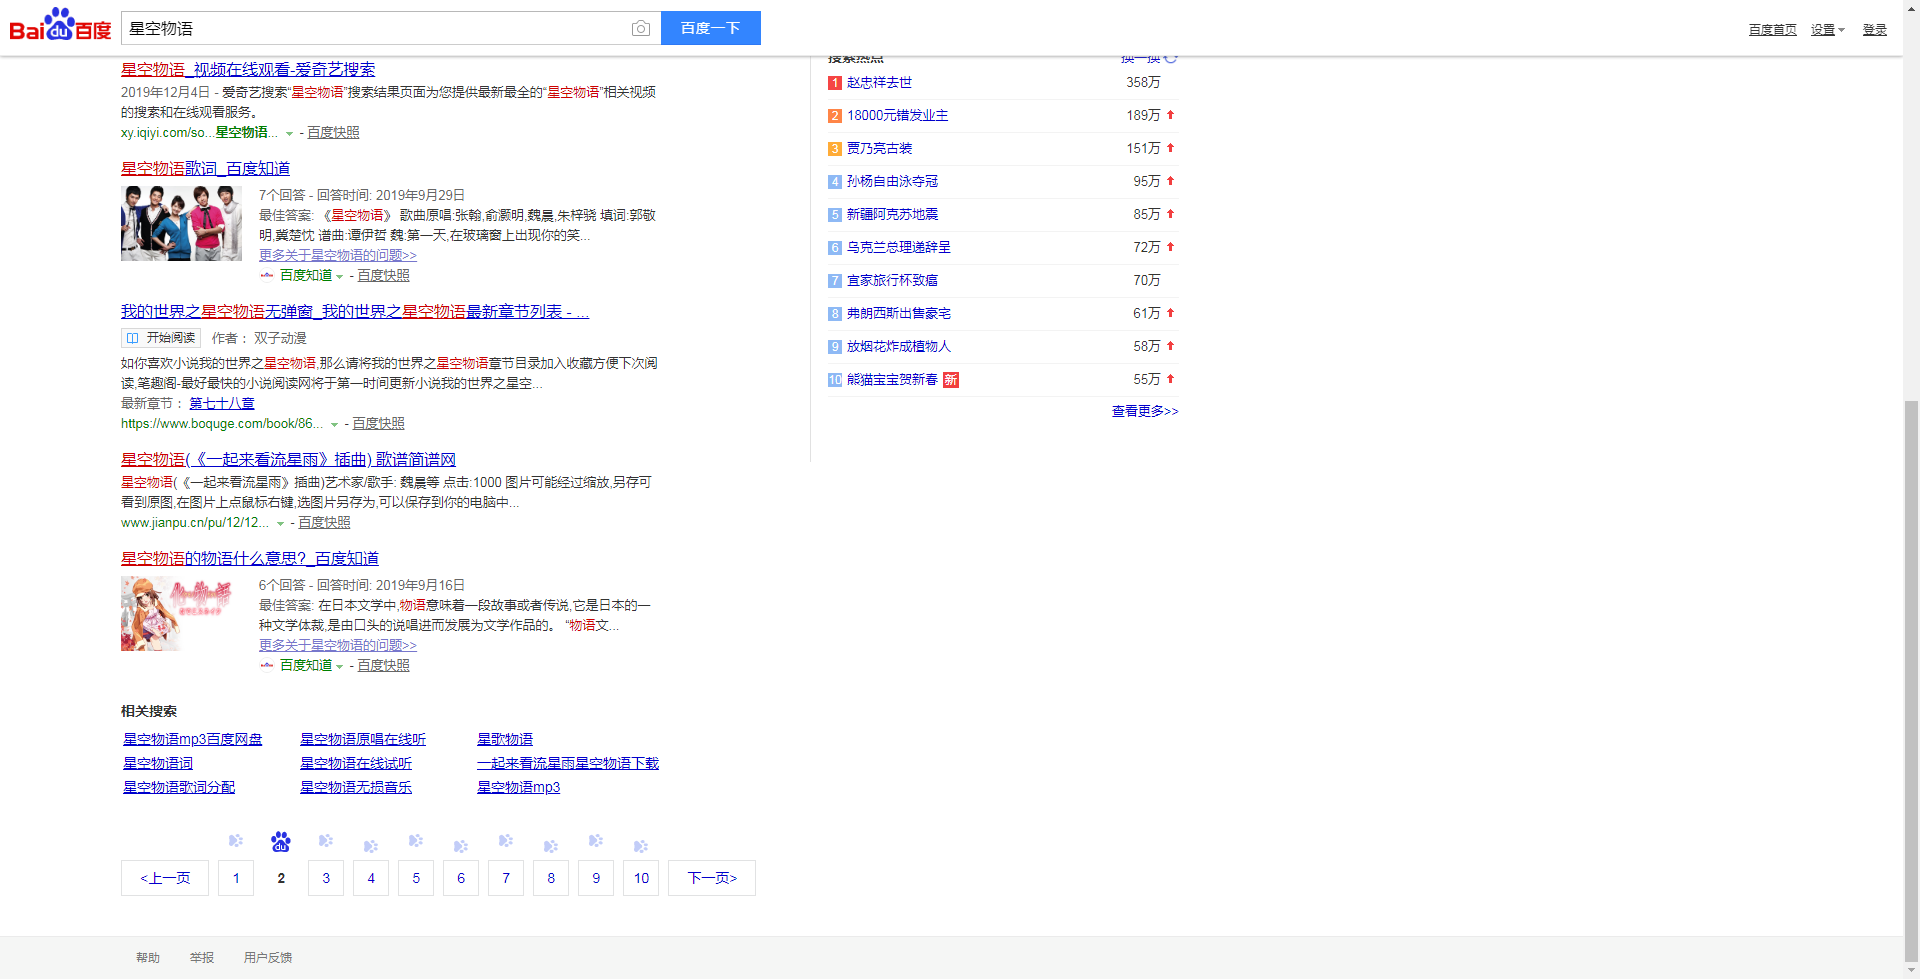 Baidu百度
星空物语
百度一下
百度首页 设置 登录
星空物语_视频在线观看-爱奇艺搜索
2019年12月4日 - 爱奇艺搜索“星空物语”搜索结果页面为您提供最新最全的“星空物语”相关视频
的搜索和在线观看服务。
xy.iqiyi.com/so...星空物语... - 百度快照
星空物语歌词_百度知道
7个回答 - 回答时间: 2019年9月29日
最佳答案: 《星空物语》 歌曲原唱:张翰,俞灏明,魏晨,朱梓骁 填词:郭敬
明,冀楚忱 谱曲:谭伊哲 魏:第一天,在玻璃窗上出现你的笑...
更多关于星空物语的问题>>
百度知道 - 百度快照
我的世界之星空物语无弹窗_我的世界之星空物语最新章节列表 - ...
开始阅读 作者： 双子动漫
如你喜欢小说我的世界之星空物语,那么请将我的世界之星空物语章节目录加入收藏方便下次阅
读,笔趣阁-最好最快的小说阅读网将于第一时间更新小说我的世界之星空...
最新章节： 第七十八章
https://www.boquge.com/book/86... - 百度快照
星空物语(《一起来看流星雨》插曲) 歌谱简谱网
星空物语(《一起来看流星雨》插曲)艺术家/歌手: 魏晨等 点击:1000 图片可能经过缩放,另存可
看到原图,在图片上点鼠标右键,选图片另存为,可以保存到你的电脑中...
www.jianpu.cn/pu/12/12... - 百度快照
星空物语的物语什么意思?_百度知道
6个回答 - 回答时间: 2019年9月16日
最佳答案: 在日本文学中,物语意味着一段故事或者传说,它是日本的一
种文学体裁,是由口头的说唱进而发展为文学作品的。 “物语文...
更多关于星空物语的问题>>
百度知道 - 百度快照
相关搜索
星空物语mp3百度网盘 星空物语原唱在线听 星歌物语
星空物语词 星空物语在线试听 一起来看流星雨星空物语下载
星空物语歌词分配 星空物语无损音乐 星空物语mp3
<上一页 1 2 3 4 5 6 7 8 9 10 下一页>
搜索热点 换一换
1 赵忠祥去世 358万
2 18000元错发业主 189万
3 贾乃亮古装 151万
4 孙杨自由泳夺冠 95万
5 新疆阿克苏地震 85万
6 乌克兰总理递辞呈 72万
7 宜家旅行杯致癌 70万
8 弗朗西斯出售豪宅 61万
9 放烟花炸成植物人 58万
10 熊猫宝宝贺新春 新 55万
查看更多>>
帮助 举报 用户反馈